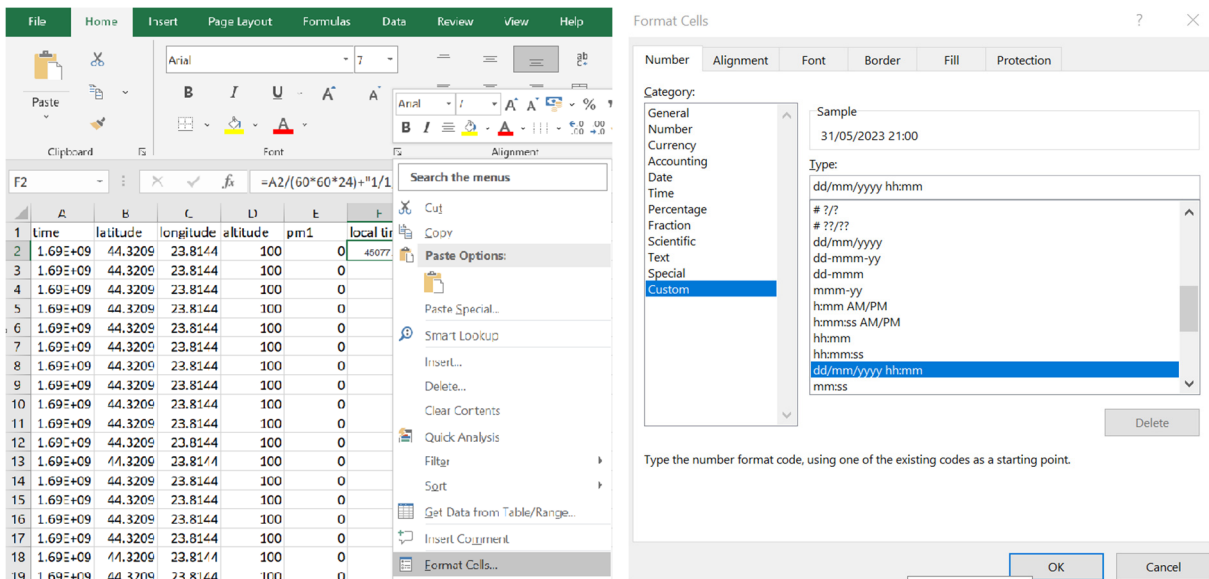 File Home Insert Page Layout Formulas Data Review View Help
Paste
Arial 7
B I U A A
Clipboard Font Alignment
Arial A A %
B I A
F2 fx =A2/(60*60*24)+"1/1
A B C D E F
1 time latitude longitude altitude pm1 local tim
2 1.69E+09 44.3209 23.8144 100 0 45077
3 1.69E+09 44.3209 23.8144 100 0
4 1.69E+09 44.3209 23.8144 100 0
5 1.69E+09 44.3209 23.8144 100 0
6 1.69E+09 44.3209 23.8144 100 0
7 1.69E+09 44.3209 23.8144 100 0
8 1.69E+09 44.3209 23.8144 100 0
9 1.69E+09 44.3209 23.8144 100 0
10 1.69E+09 44.3209 23.8144 100 0
11 1.69E+09 44.3209 23.8144 100 0
12 1.69E+09 44.3209 23.8144 100 0
13 1.69E+09 44.3209 23.8144 100 0
14 1.69E+09 44.3209 23.8144 100 0
15 1.69E+09 44.3209 23.8144 100 0
16 1.69E+09 44.3209 23.8144 100 0
17 1.69E+09 44.3209 23.8144 100 0
18 1.69E+09 44.3209 23.8144 100 0
19 1.69E+09 44.3209 23.8144 100 0
Search the menus
Cut
Copy
Paste Options:
Paste Special...
Smart Lookup
Insert...
Delete...
Clear Contents
Quick Analysis
Filter
Sort
Get Data from Table/Range...
Insert Comment
Format Cells...
Format Cells ?
Number Alignment Font Border Fill Protection
Category:
General
Number
Currency
Accounting
Date
Time
Percentage
Fraction
Scientific
Text
Special
Custom
Sample
31/05/2023 21:00
Type:
dd/mm/yyyy hh:mm
# ?/?
# ??/??
dd/mm/yyyy
dd-mmm-yy
dd-mmm
mmm-yy
h:mm AM/PM
h:mm:ss AM/PM
hh:mm
hh:mm:ss
dd/mm/yyyy hh:mm
mm:ss
Delete
Type the number format code, using one of the existing codes as a starting point.
OK Cancel